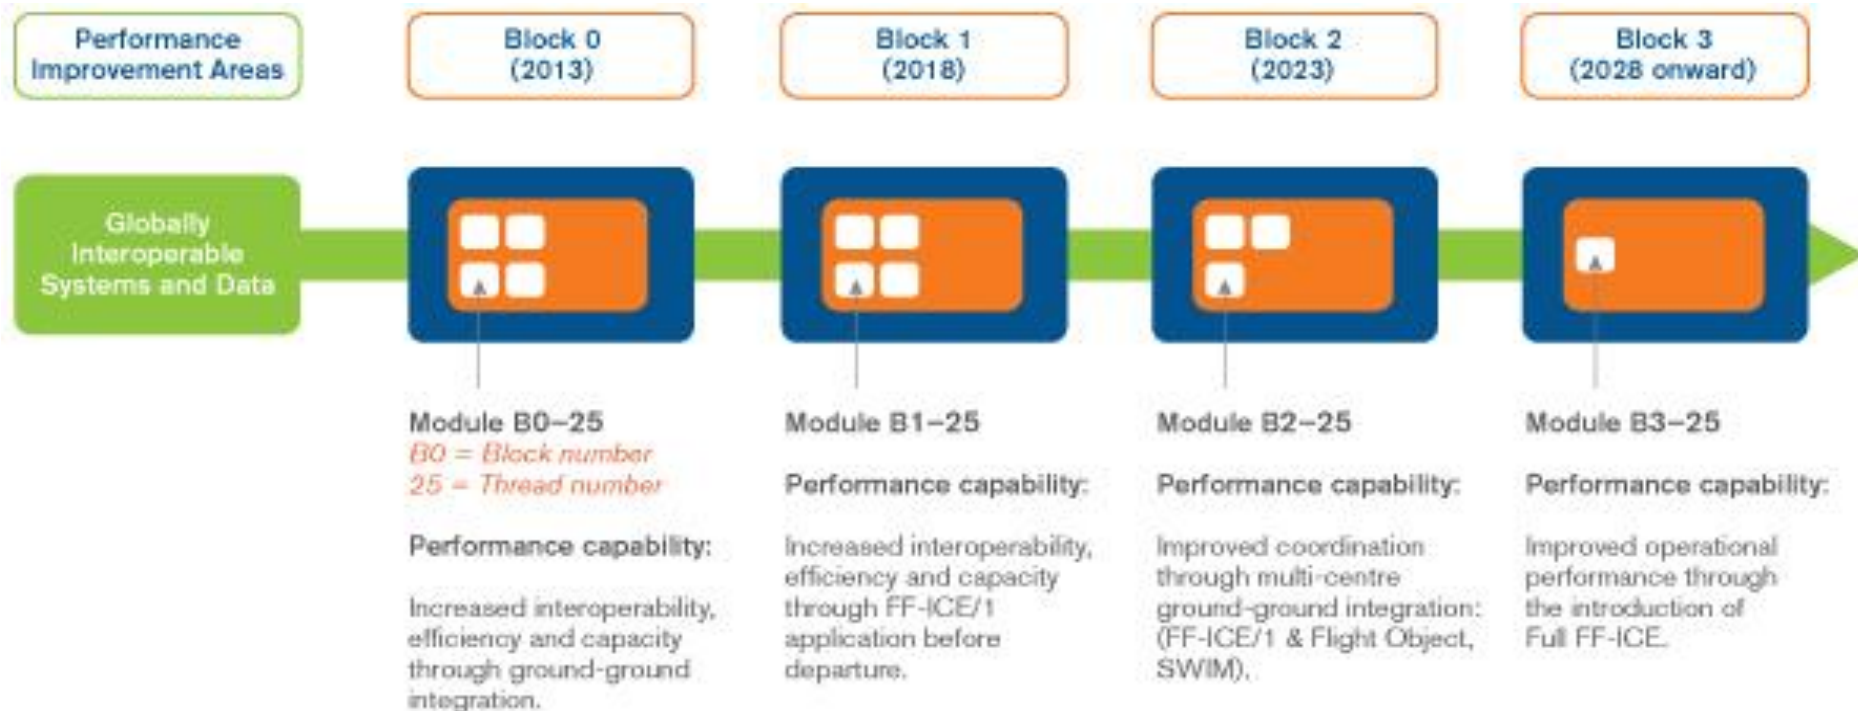 Performance
Improvement Areas
Block 0
(2013)
Block 1
(2018)
Block 2
(2023)
Block 3
(2028 onward)
Globally
Interoperable
Systems and Data
Module B0–25
B0 = Block number
25 = Thread number
Performance capability:
Increased interoperability,
efficiency and capacity
through ground-ground
integration.
Module B1–25
Performance capability:
Increased interoperability,
efficiency and capacity
through FF-ICE/1
application before
departure.
Module B2–25
Performance capability:
Improved coordination
through multi-centre
ground-ground integration:
(FF-ICE/1 & Flight Object,
SWIM).
Module B3–25
Performance capability:
Improved operational
performance through
the introduction of
Full FF-ICE.